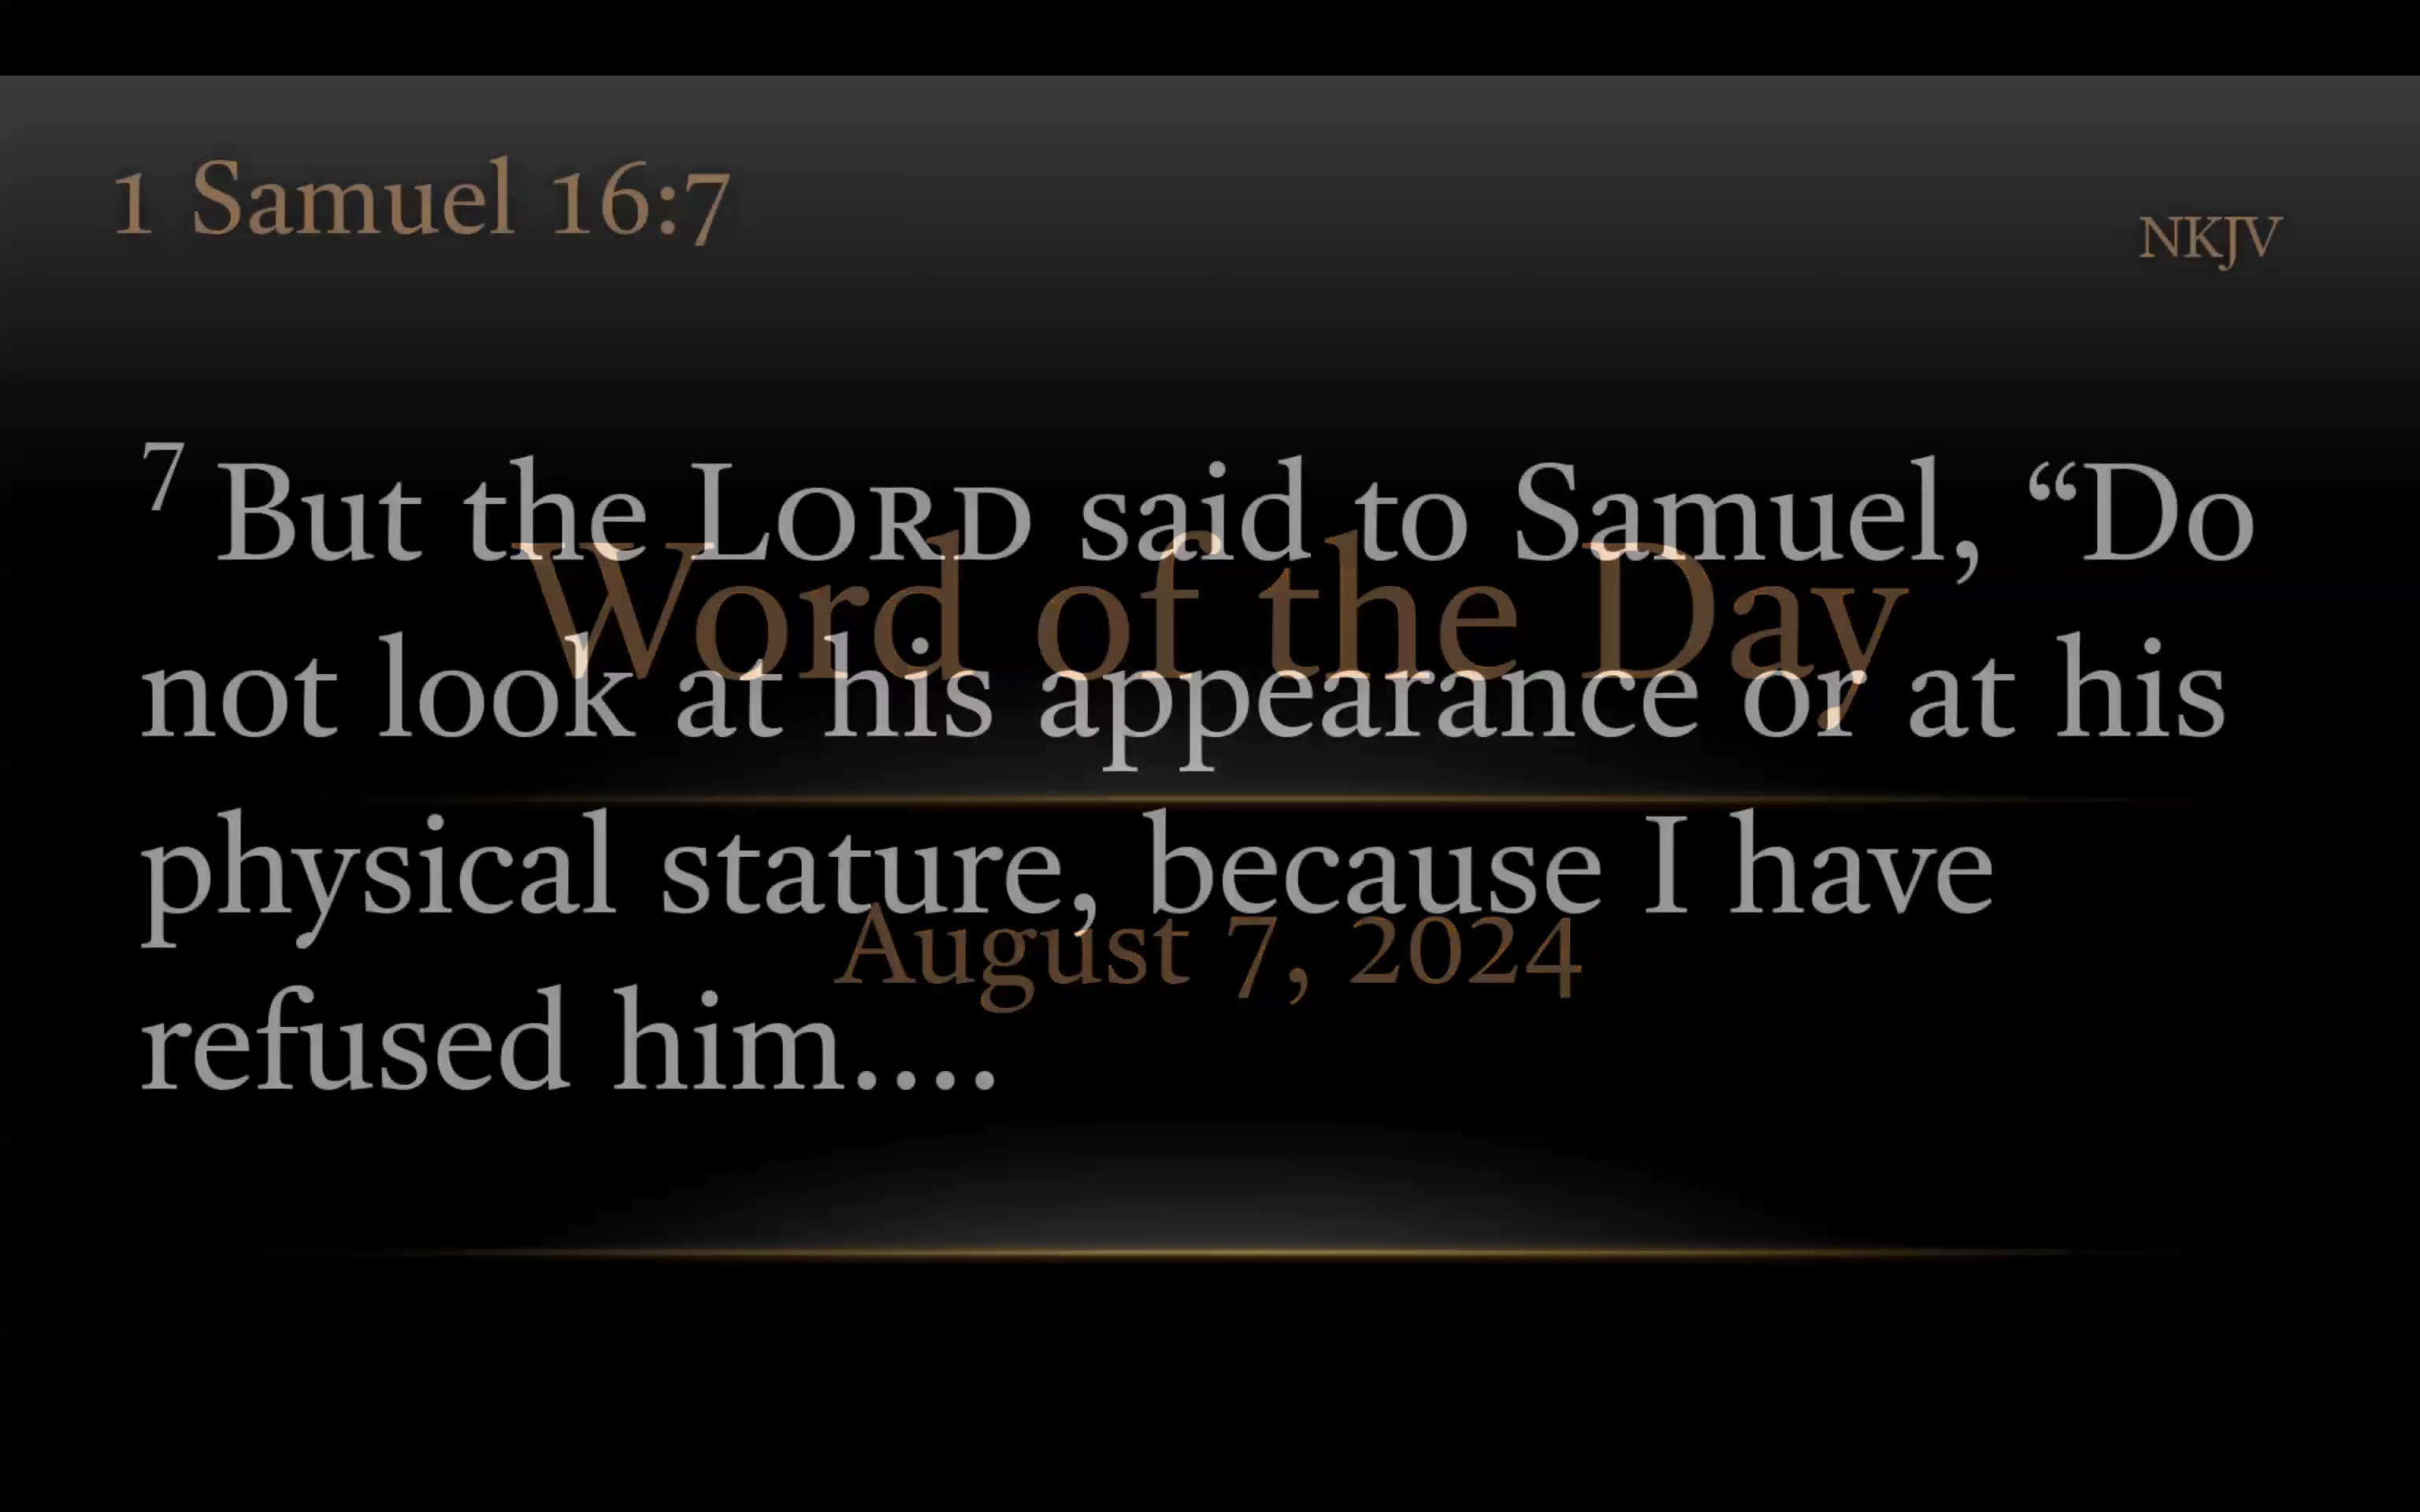 1 Samuel 16:7
NKJV
7 But the LORD said to Samuel, “Do
Word of the Day
not look at his appearance or at his
physical stature, because I have
August 7, 2024
refused him....